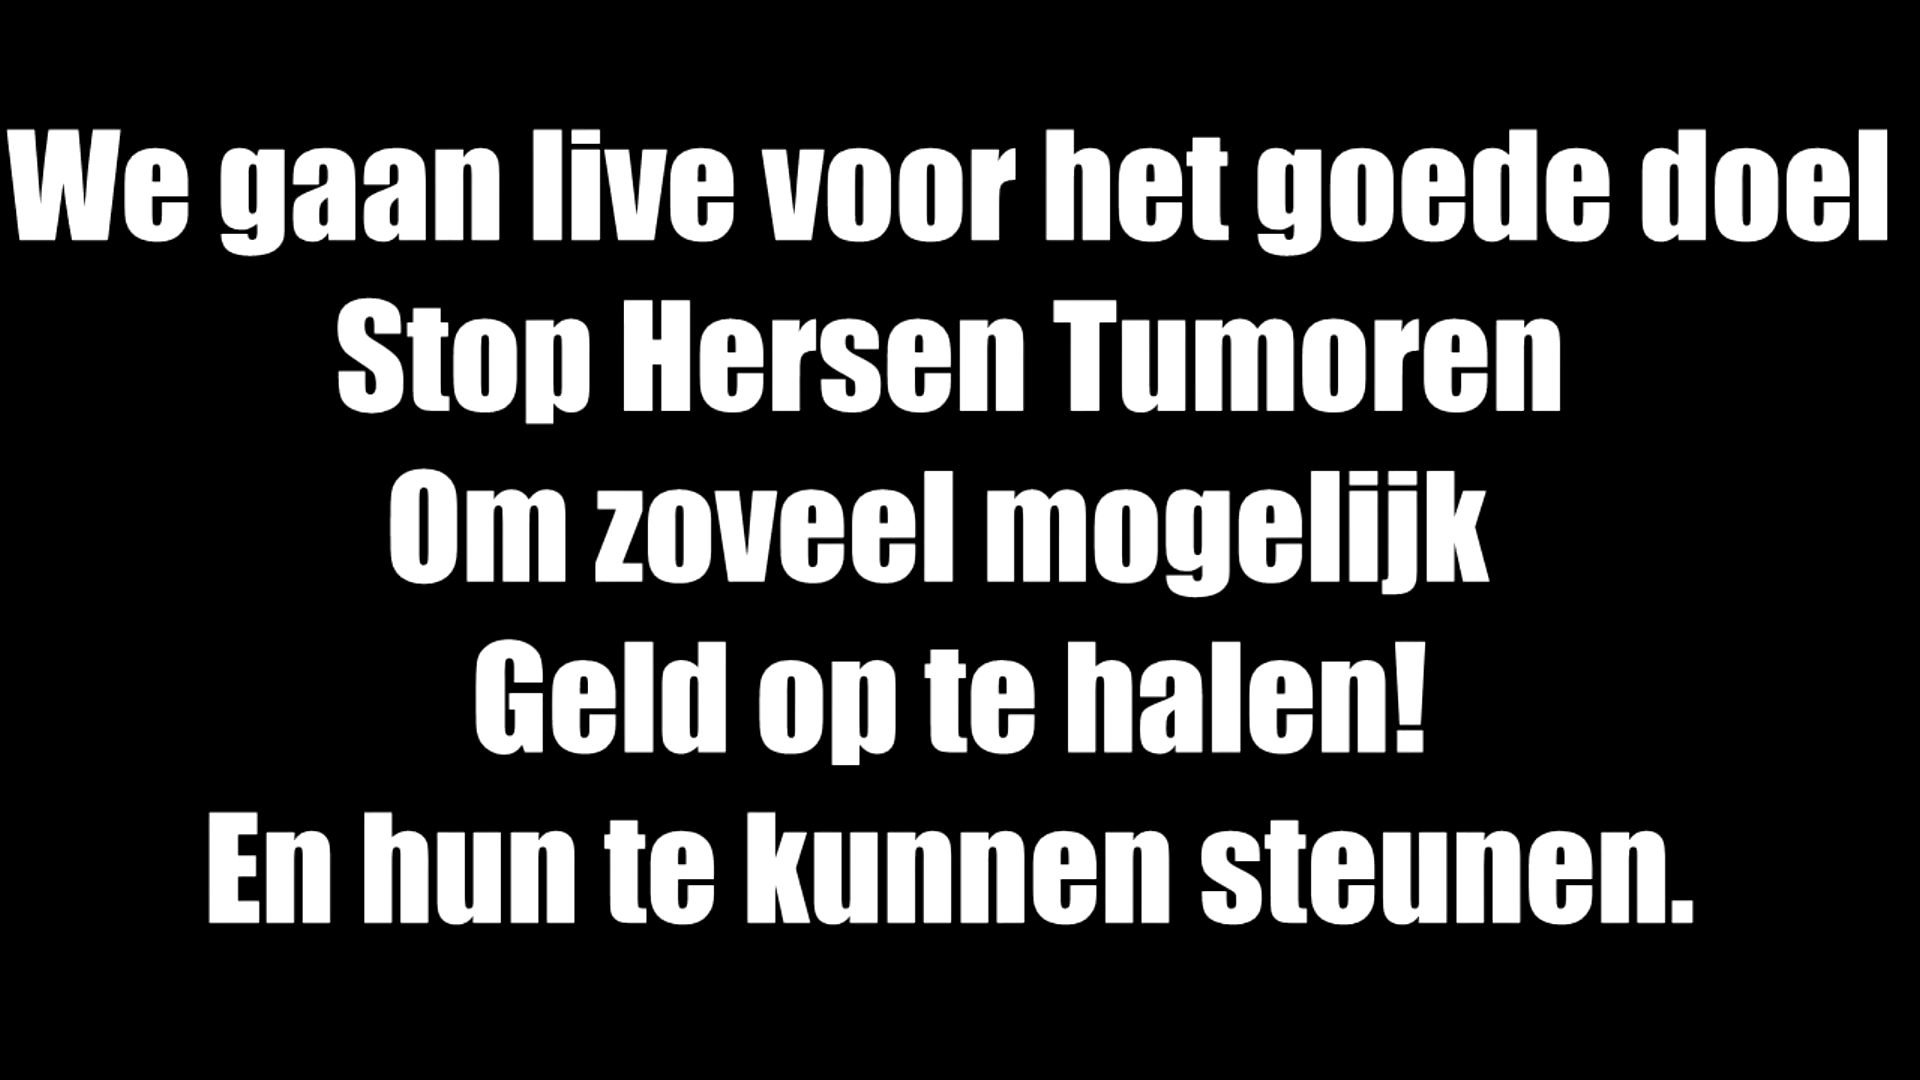 We gaan live voor het goede doel
Stop Hersen Tumoren
Om zoveel mogelijk
Geld op te halen!
En hun te kunnen steunen.